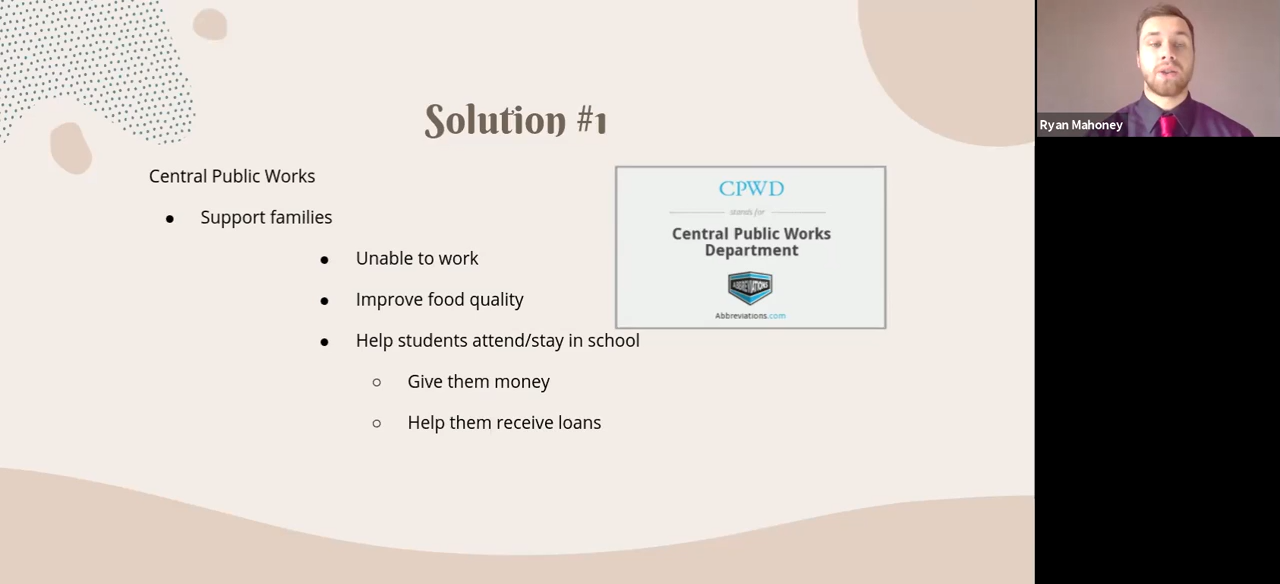 Solution #1
Central Public Works
● Support families
● Unable to work
● Improve food quality
● Help students attend/stay in school
○ Give them money
○ Help them receive loans
CPWD
stands for
Central Public Works
Department
ABBREVIATIONS
Abbreviations.com
Ryan Mahoney